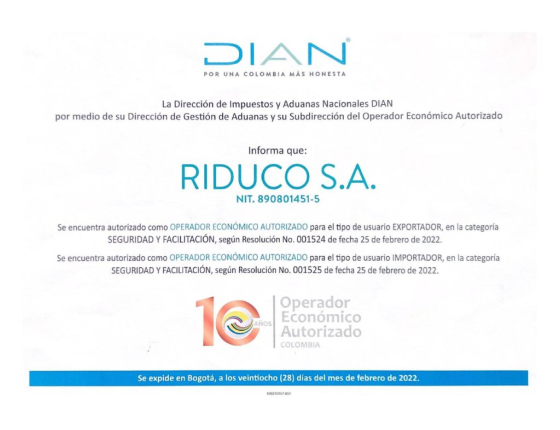 DIAN
POR UNA COLOMBIA MÁS HONESTA
La Dirección de Impuestos y Aduanas Nacionales DIAN
por medio de su Dirección de Gestión de Aduanas y su Subdirección del Operador Económico Autorizado
Informa que:
RIDUCO S.A.
NIT. 890801451-5
Se encuentra autorizado como OPERADOR ECONÓMICO AUTORIZADO para el tipo de usuario EXPORTADOR, en la categoría
SEGURIDAD Y FACILITACIÓN, según Resolución No. 001524 de fecha 25 de febrero de 2022.
Se encuentra autorizado como OPERADOR ECONÓMICO AUTORIZADO para el tipo de usuario IMPORTADOR, en la categoría
SEGURIDAD Y FACILITACIÓN, según Resolución No. 001525 de fecha 25 de febrero de 2022.
10 AÑOS
Operador
Económico
Autorizado
COLOMBIA
Se expide en Bogotá, a los veintiocho (28) días del mes de febrero de 2022.